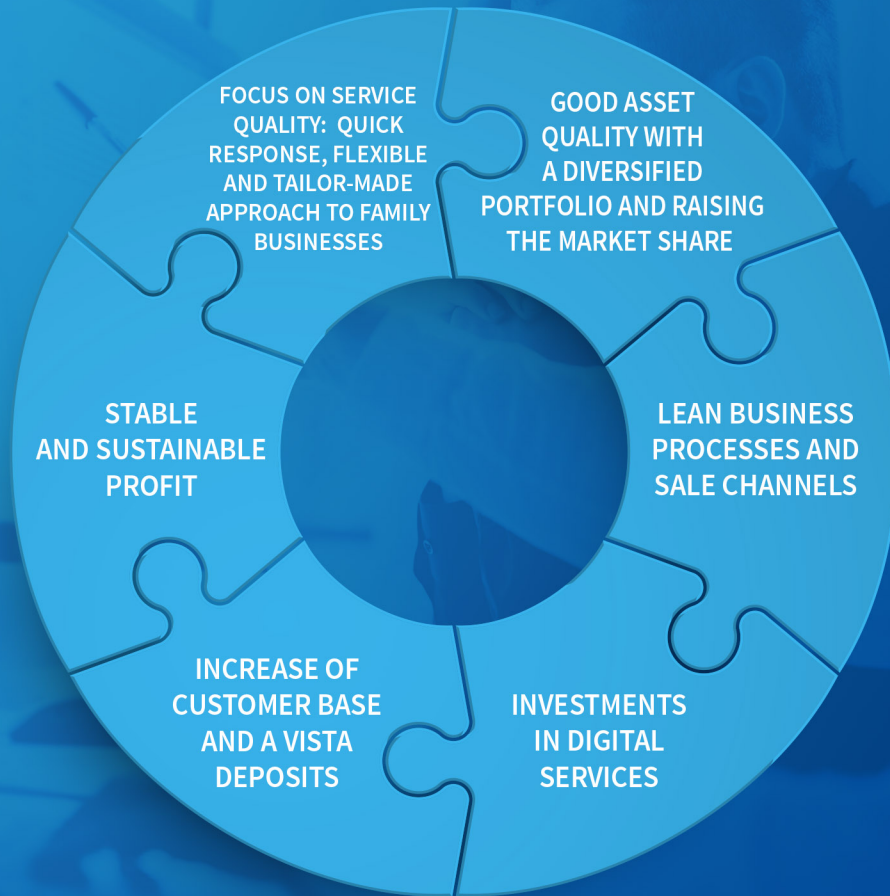 FOCUS ON SERVICE
QUALITY: QUICK
RESPONSE, FLEXIBLE
AND TAILOR-MADE
APPROACH TO FAMILY
BUSINESSES
GOOD ASSET
QUALITY WITH
A DIVERSIFIED
PORTFOLIO AND RAISING
THE MARKET SHARE
STABLE
AND SUSTAINABLE
PROFIT
LEAN BUSINESS
PROCESSES AND
SALE CHANNELS
INCREASE OF
CUSTOMER BASE
AND A VISTA
DEPOSITS
INVESTMENTS
IN DIGITAL
SERVICES